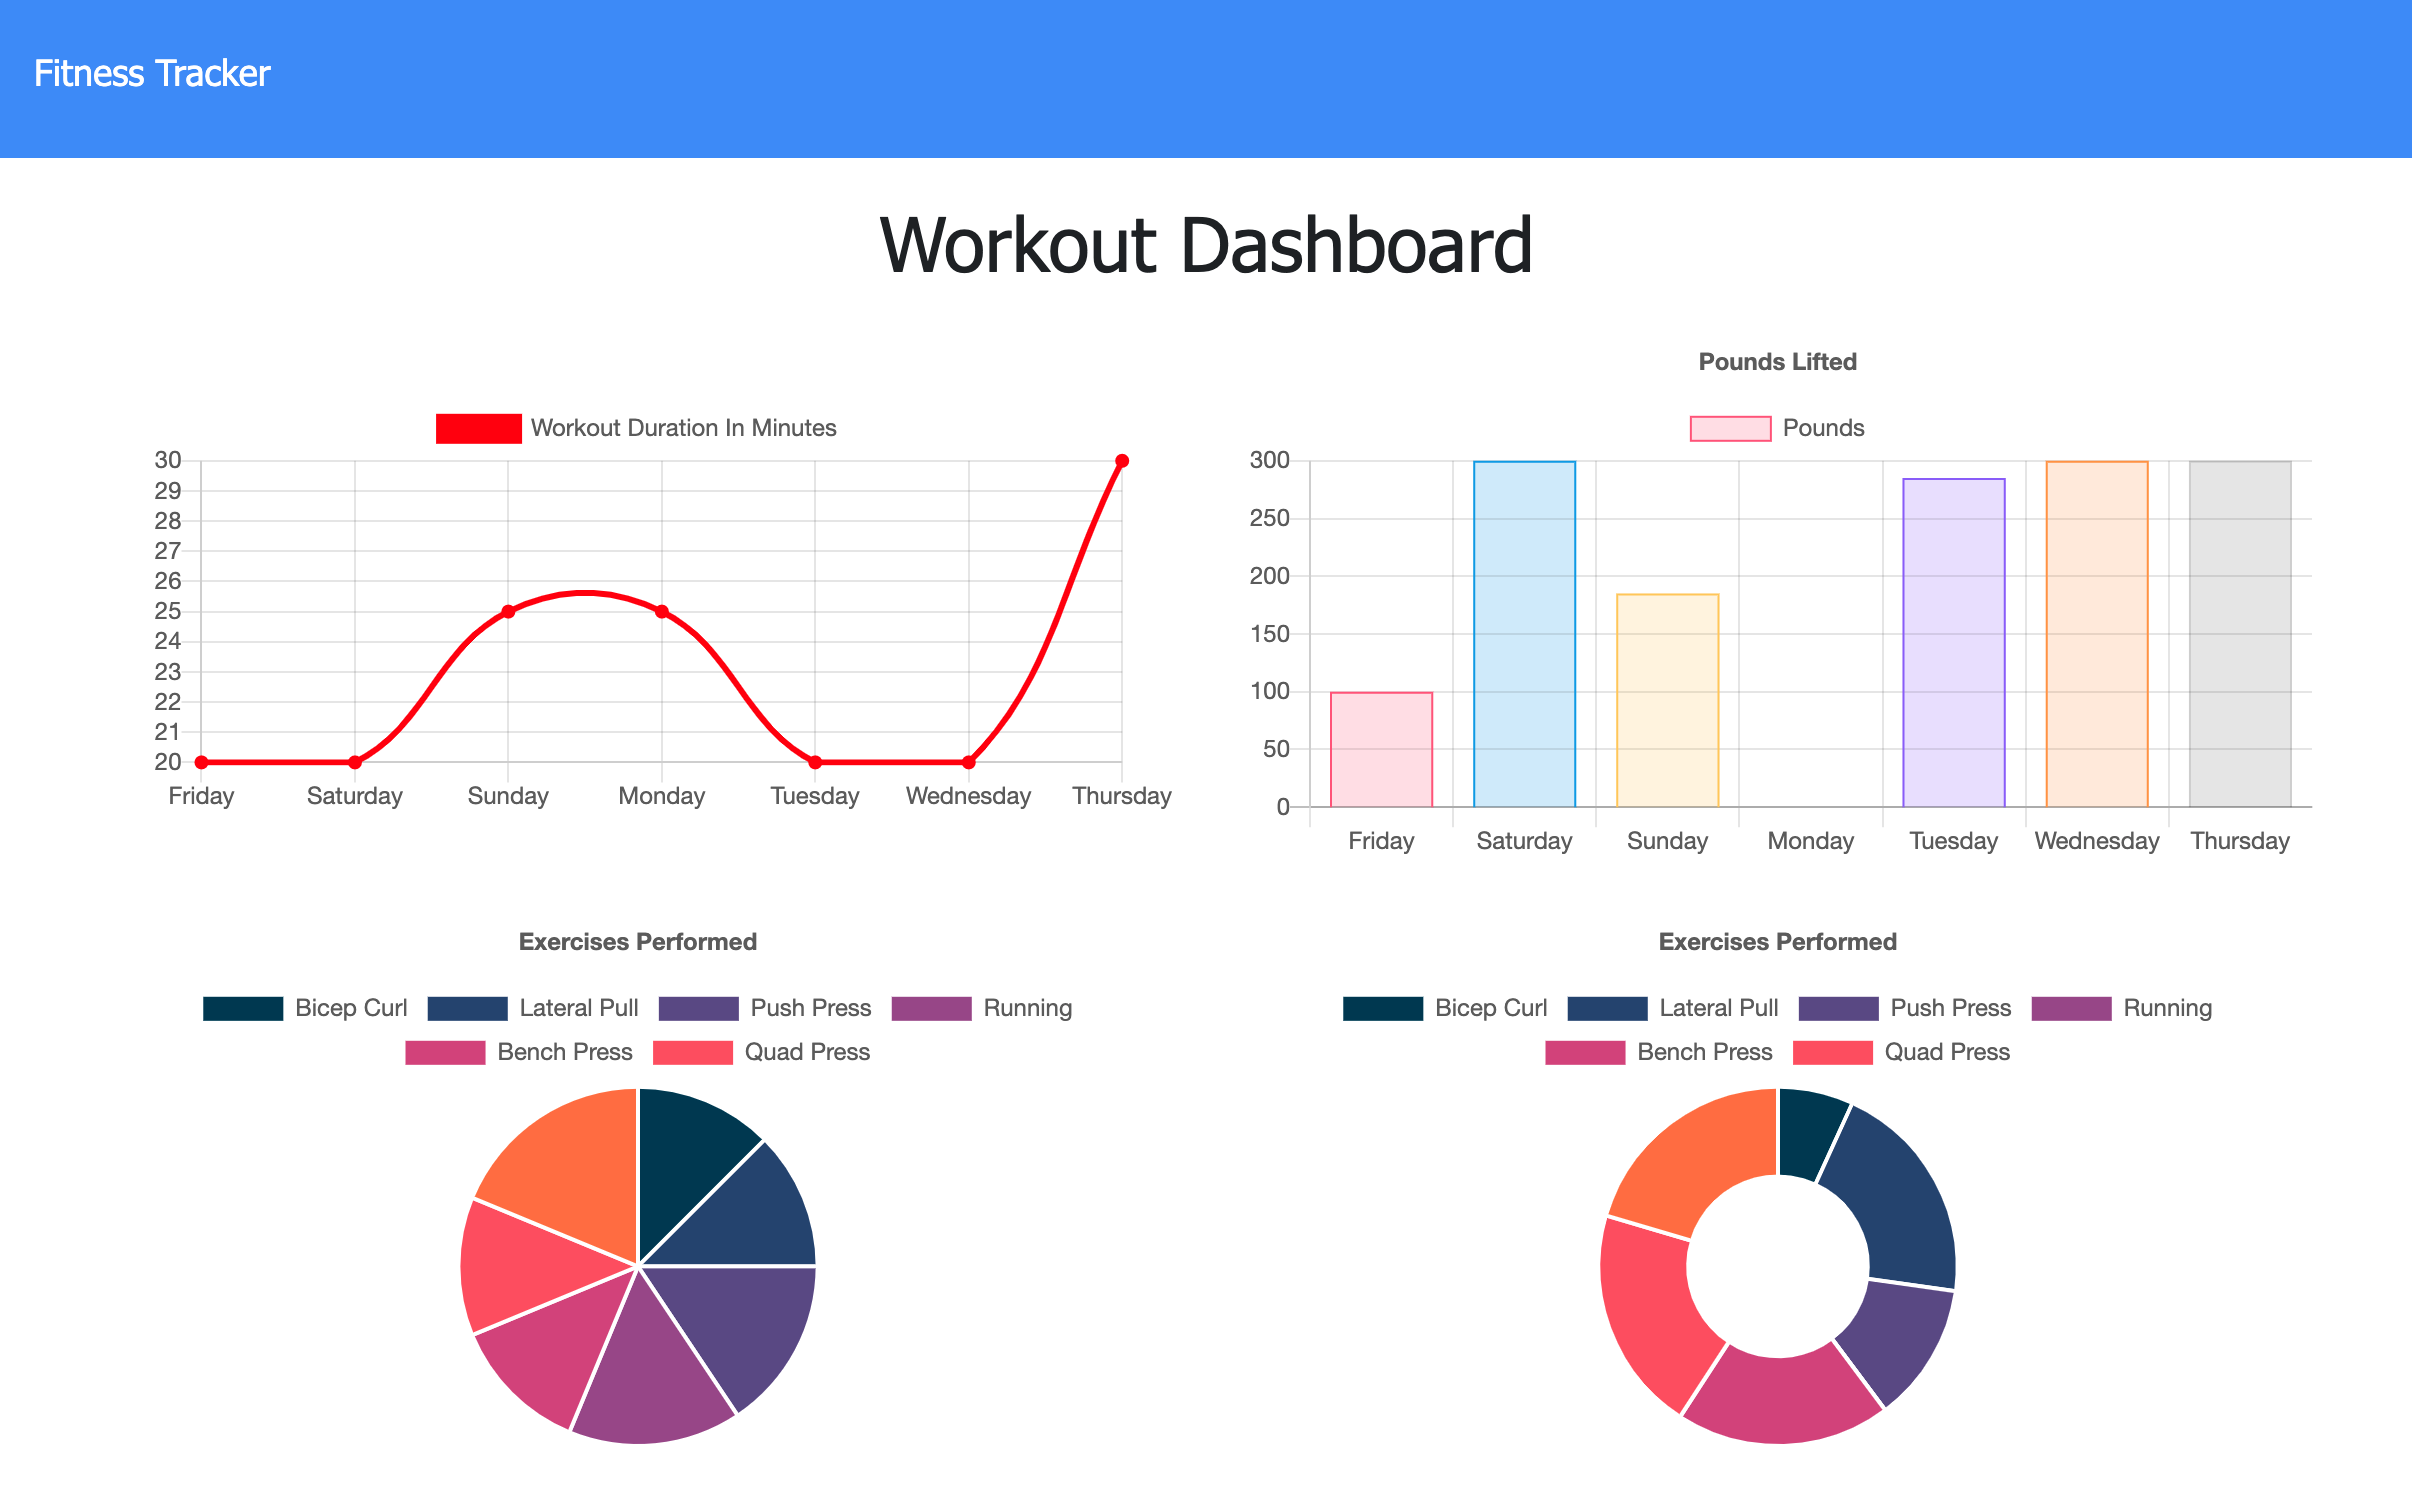 Fitness Tracker
Workout Dashboard
Workout Duration In Minutes
30
29
28
27
26
25
24
23
22
21
20
Friday Saturday Sunday Monday Tuesday Wednesday Thursday
Pounds Lifted
Pounds
300
250
200
150
100
50
0
Friday Saturday Sunday Monday Tuesday Wednesday Thursday
Exercises Performed
Bicep Curl Lateral Pull Push Press Running
Bench Press Quad Press
Exercises Performed
Bicep Curl Lateral Pull Push Press Running
Bench Press Quad Press